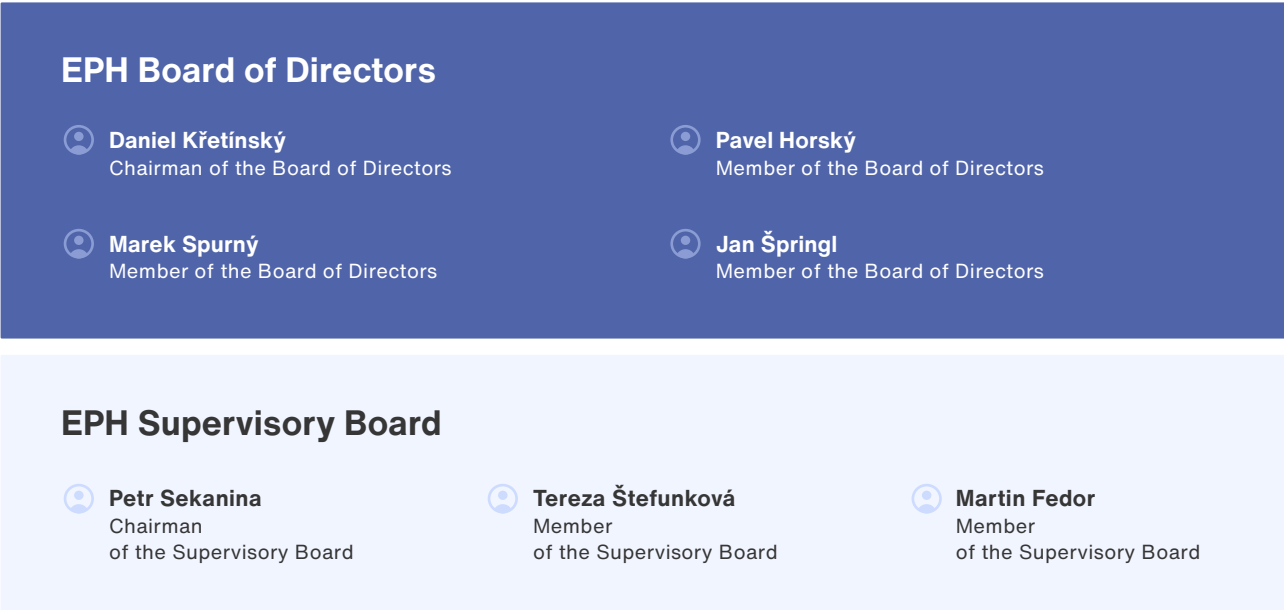 EPH Board of Directors
Daniel Křetínský
Chairman of the Board of Directors
Pavel Horský
Member of the Board of Directors
Marek Spurný
Member of the Board of Directors
Jan Špringl
Member of the Board of Directors
EPH Supervisory Board
Petr Sekanina
Chairman
of the Supervisory Board
Tereza Štefunková
Member
of the Supervisory Board
Martin Fedor
Member
of the Supervisory Board